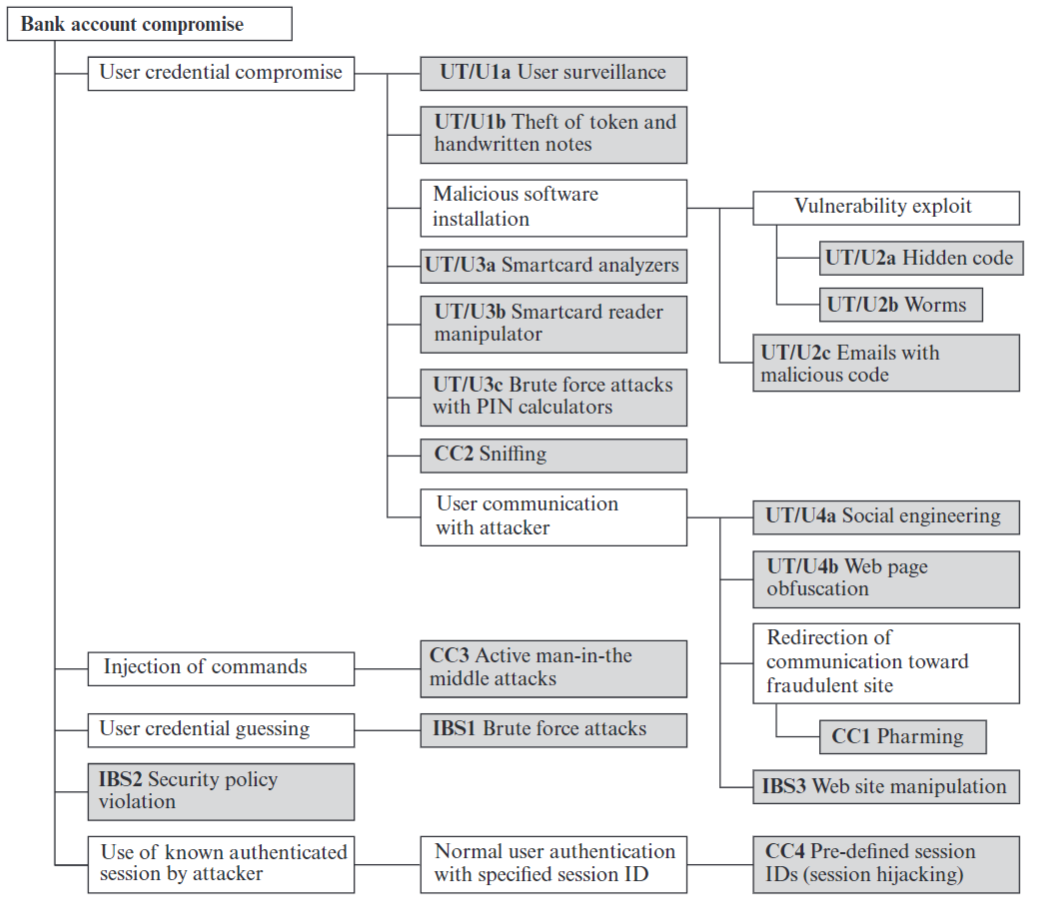 Bank account compromise
User credential compromise
UT/U1a User surveillance
UT/U1b Theft of token and
handwritten notes
Malicious software
installation
Vulnerability exploit
UT/U2a Hidden code
UT/U2b Worms
UT/U2c Emails with
malicious code
UT/U3a Smartcard analyzers
UT/U3b Smartcard reader
manipulator
UT/U3c Brute force attacks
with PIN calculators
CC2 Sniffing
User communication
with attacker
UT/U4a Social engineering
UT/U4b Web page
obfuscation
Redirection of
communication toward
fraudulent site
CC1 Pharming
IBS3 Web site manipulation
Injection of commands
CC3 Active man-in-the
middle attacks
User credential guessing
IBS1 Brute force attacks
IBS2 Security policy
violation
Use of known authenticated
session by attacker
Normal user authentication
with specified session ID
CC4 Pre-defined session
IDs (session hijacking)